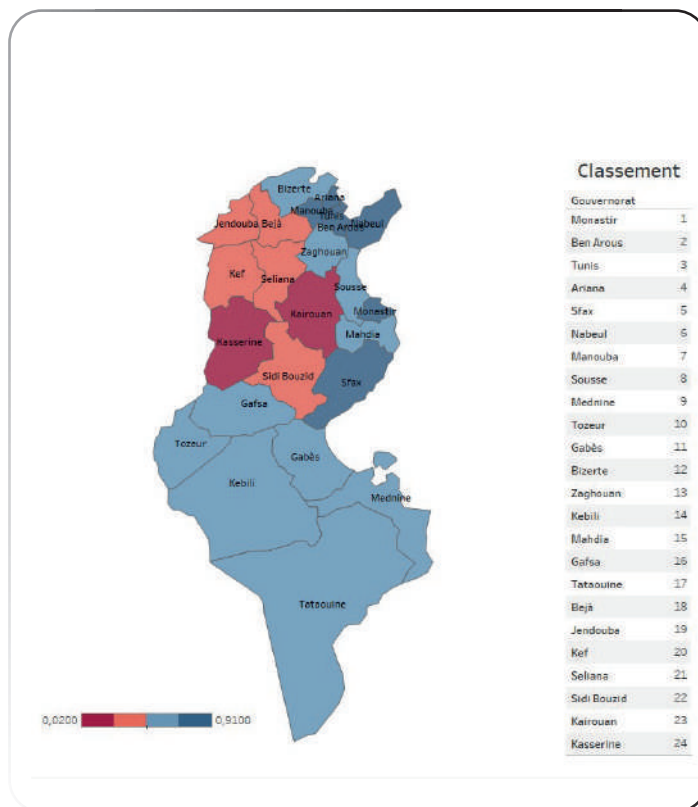 Bizerte
Ariana
Manouba
Tunis
Jendouba
Bejà
Ben Arous
Nabeul
Zaghouan
Kef
Seliana
Sousse
Kairouan
Monastir
Kasserine
Mahdia
Sidi Bouzid
Sfax
Gafsa
Tozeur
Gabès
Kebili
Mednine
Tataouine
0,0200
0,9100
Classement
Gouvernorat
Monastir 1
Ben Arous 2
Tunis 3
Ariana 4
Sfax 5
Nabeul 6
Manouba 7
Sousse 8
Mednine 9
Tozeur 10
Gabès 11
Bizerte 12
Zaghouan 13
Kebili 14
Mahdia 15
Gafsa 16
Tataouine 17
Bejà 18
Jendouba 19
Kef 20
Seliana 21
Sidi Bouzid 22
Kairouan 23
Kasserine 24